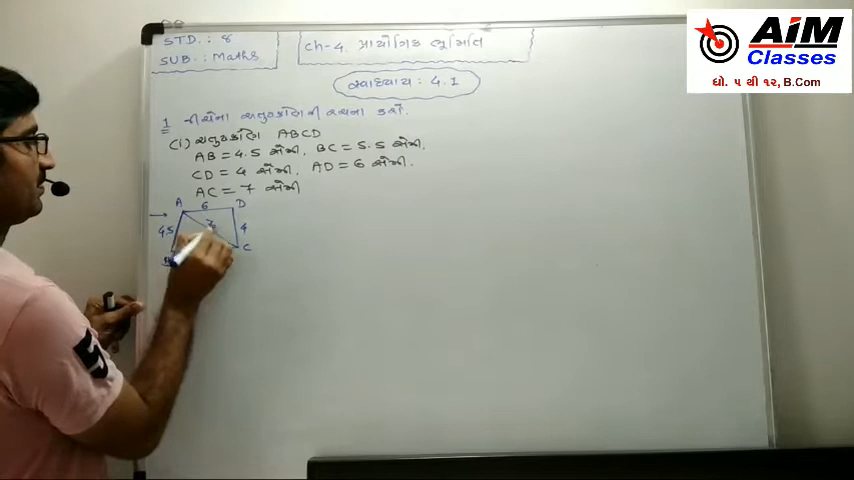 STD. : 8
SUB. : Maths
Ch-4. પ્રાયોગિક ભૂમિતિ
સ્વાધ્યાય : 4.1
1 નીચેના ચતુષ્કોણની રચના કરો.
(i) ચતુષ્કોણ ABCD
AB = 4.5 સેમી, BC = 5.5 સેમી,
CD = 4 સેમી, AD = 6 સેમી.
AC = 7 સેમી
A 6 D
4.5 7 4
B C
AiM
Classes
ધો. ૫ થી ૧૨, B.Com